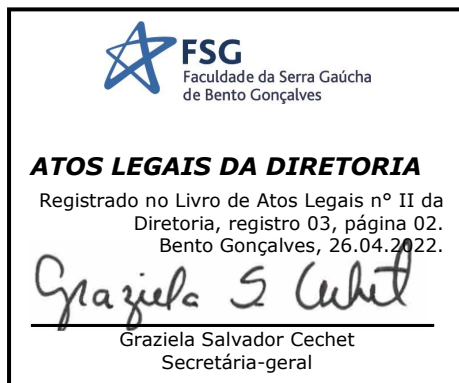 FSG
Faculdade da Serra Gaúcha
de Bento Gonçalves
ATOS LEGAIS DA DIRETORIA
Registrado no Livro de Atos Legais nº II da
Diretoria, registro 03, página 02.
Bento Gonçalves, 26.04.2022.
Graziela S Cechet
Graziela Salvador Cechet
Secretária-geral